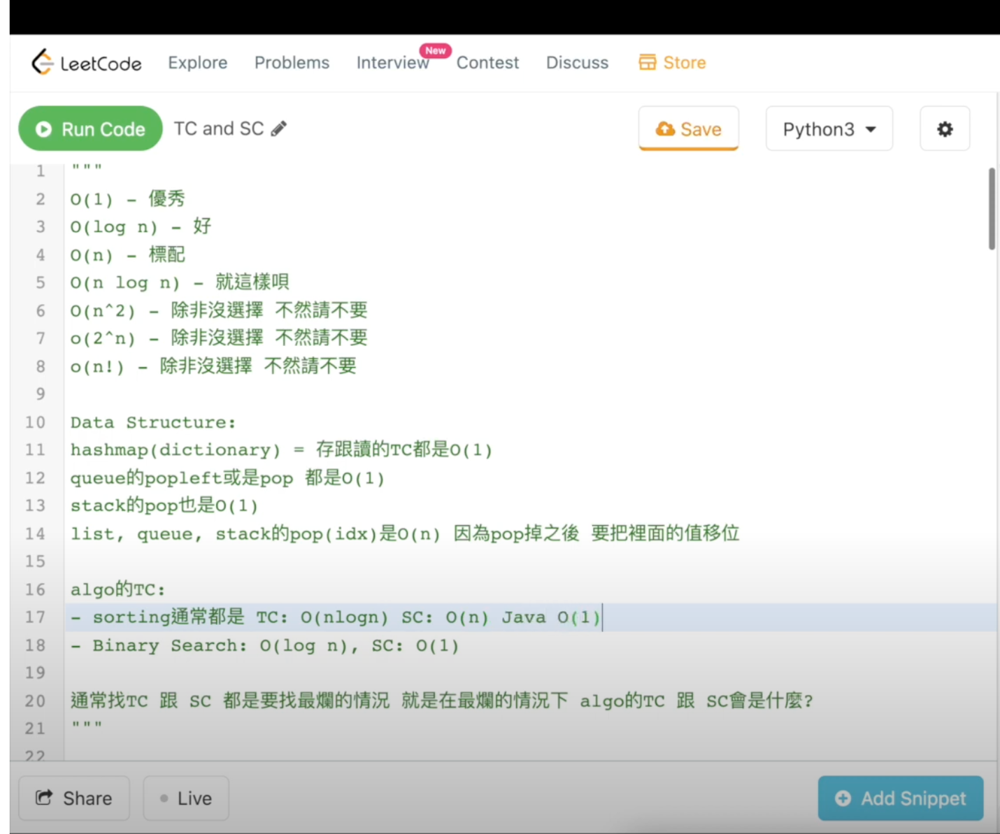 LeetCode Explore Problems Interview New Contest Discuss Store
Run Code TC and SC Save Python3
1 """
2 O(1) - 優秀
3 O(log n) - 好
4 O(n) - 標配
5 O(n log n) - 就這樣唄
6 O(n^2) - 除非沒選擇 不然請不要
7 o(2^n) - 除非沒選擇 不然請不要
8 o(n!) - 除非沒選擇 不然請不要
9
10 Data Structure:
11 hashmap(dictionary) = 存跟讀的TC都是O(1)
12 queue的popleft或是pop 都是O(1)
13 stack的pop也是O(1)
14 list, queue, stack的pop(idx)是O(n) 因為pop掉之後 要把裡面的值移位
15
16 algo的TC:
17 - sorting通常都是 TC: O(nlogn) SC: O(n) Java O(1)
18 - Binary Search: O(log n), SC: O(1)
19
20 通常找TC 跟 SC 都是要找最爛的情況 就是在最爛的情況下 algo的TC 跟 SC會是什麼?
21 """
22
Share Live Add Snippet